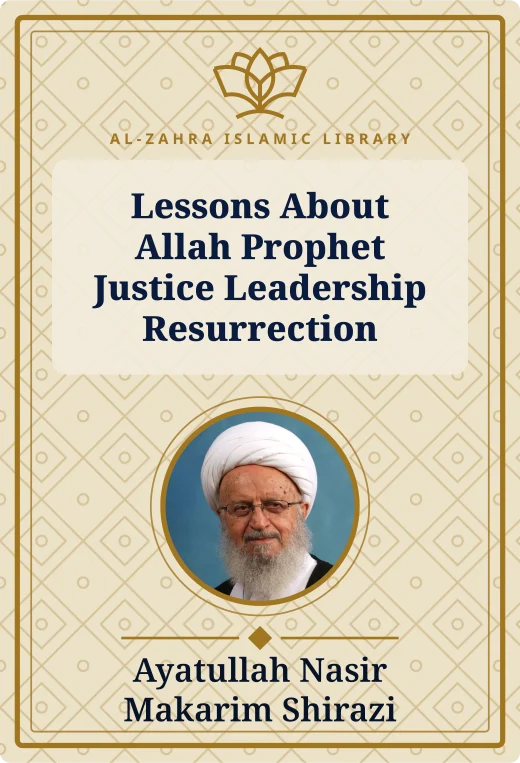 AL-ZAHRA ISLAMIC LIBRARY
Lessons About
Allah Prophet
Justice Leadership
Resurrection
Ayatullah Nasir
Makarim Shirazi